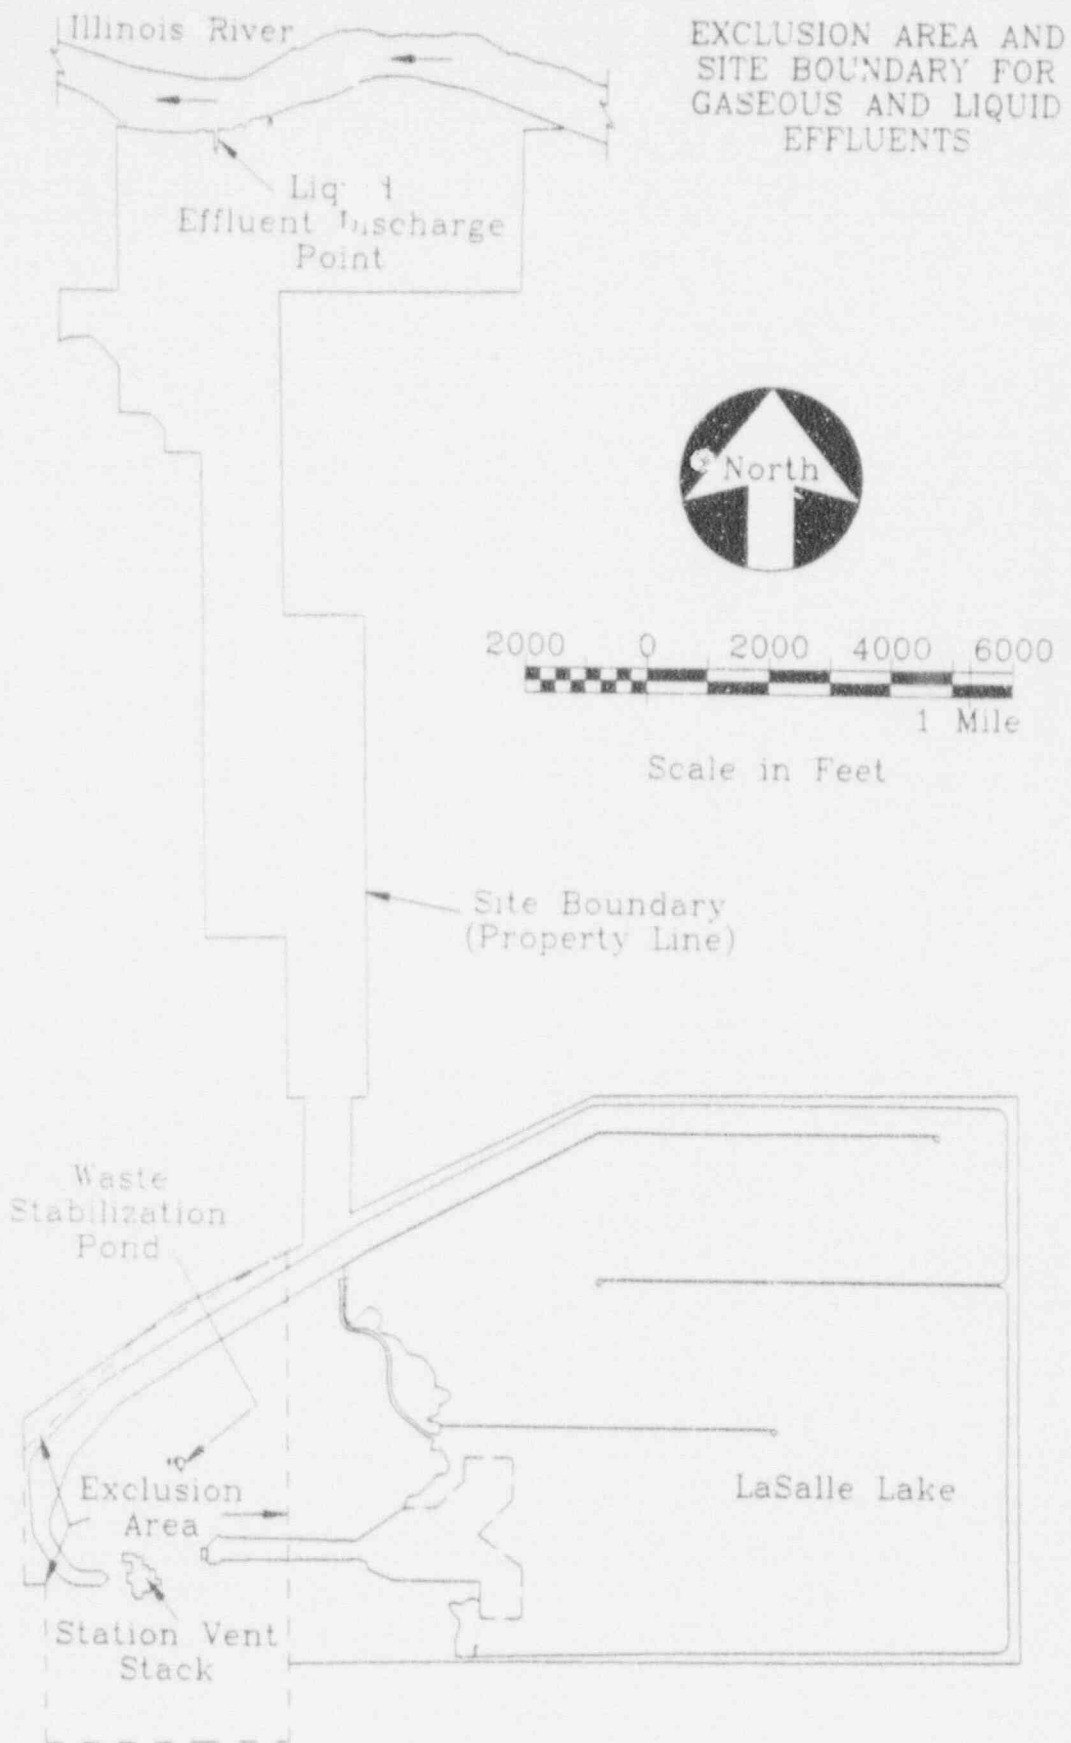 Illinois River
EXCLUSION AREA AND
SITE BOUNDARY FOR
GASEOUS AND LIQUID
EFFLUENTS
Effluent Discharge
Point
North
2000 0 2000 4000 6000
1 Mile
Scale in Feet
Site Boundary
(Property Line)
Waste
Stabilization
Pond
Exclusion
Area
LaSalle Lake
Station Vent
Stack